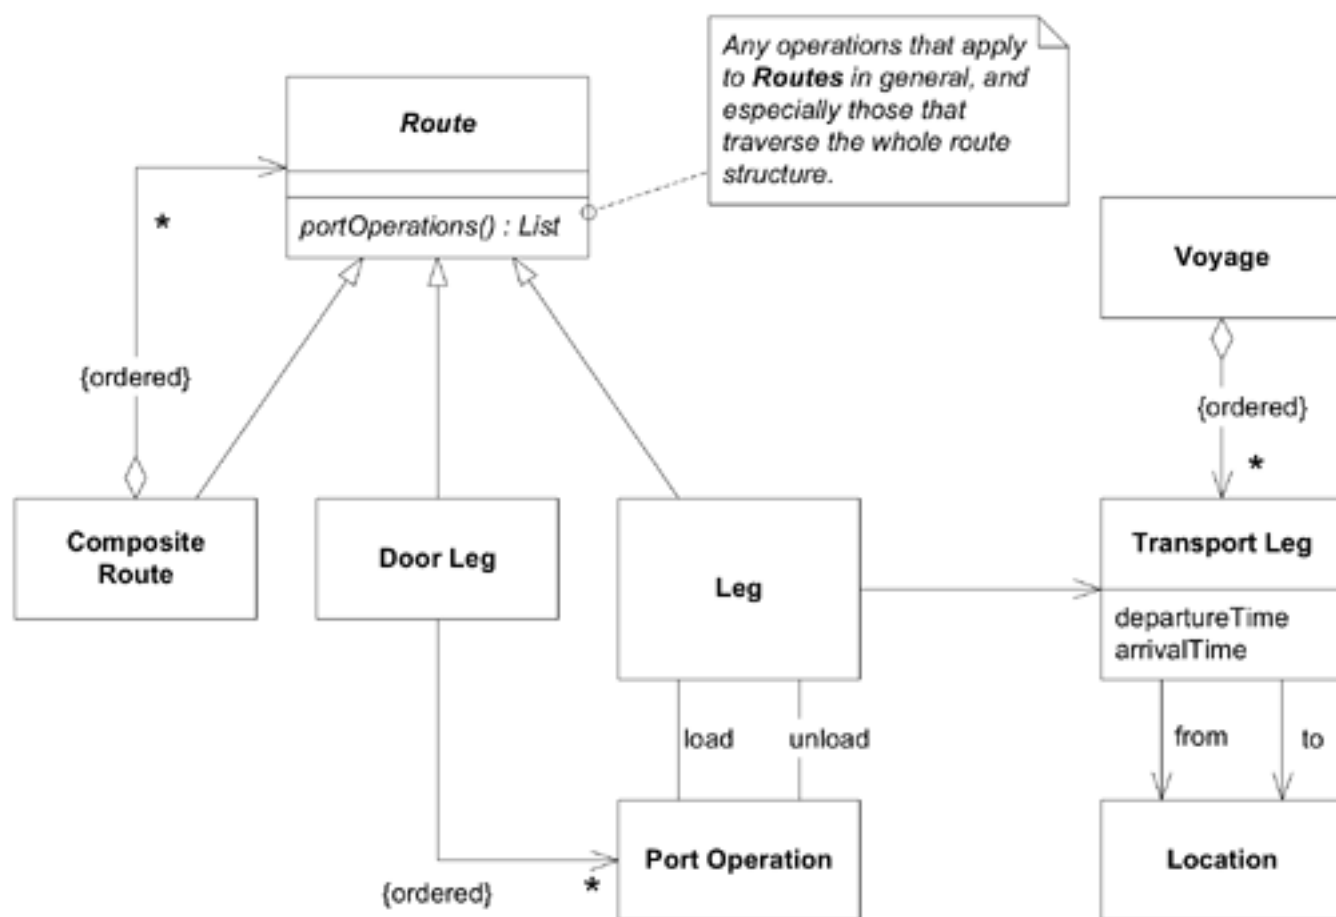 Any operations that apply
to Routes in general, and
especially those that
traverse the whole route
structure.
Route
portOperations() : List
*
{ordered}
Voyage
{ordered}
*
Composite
Route
Door Leg
Leg
Transport Leg
departureTime
arrivalTime
load
unload
from
to
{ordered}
*
Port Operation
Location